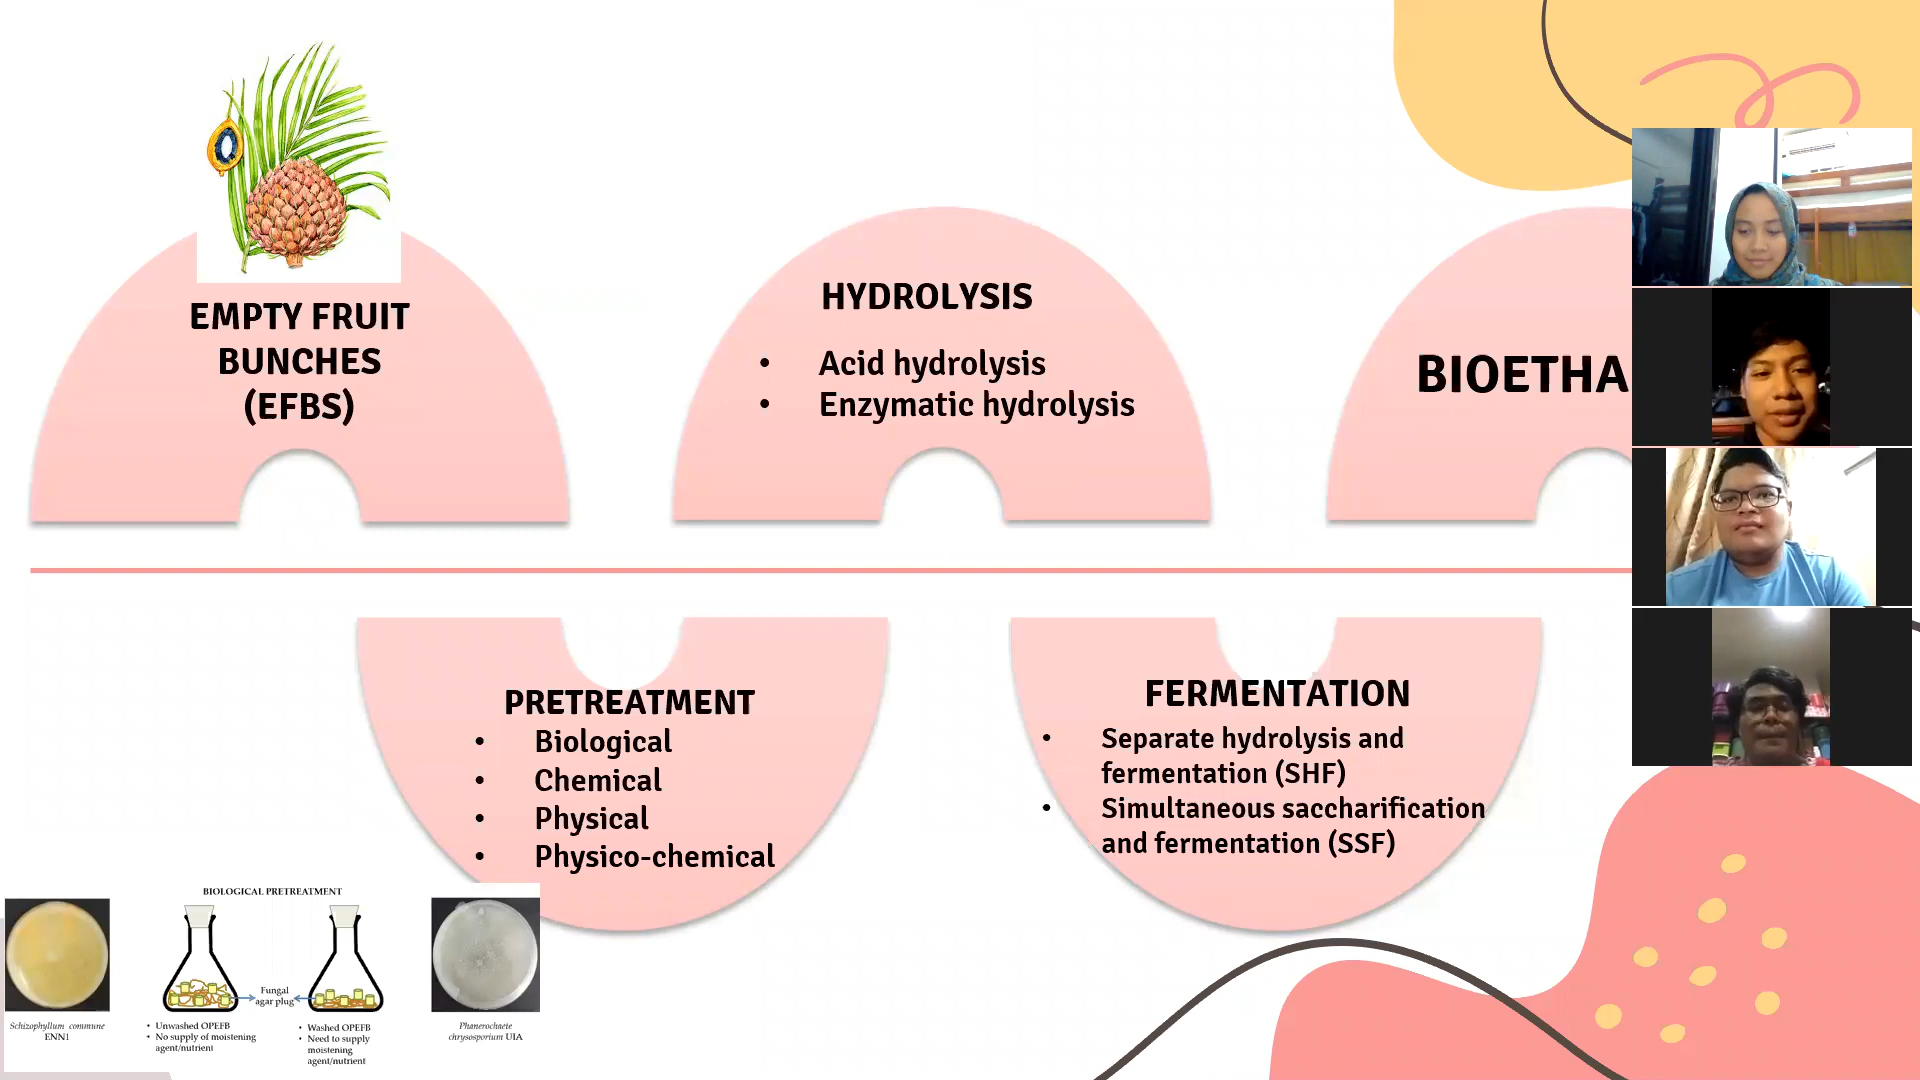 EMPTY FRUIT
BUNCHES
(EFBS)
HYDROLYSIS
• Acid hydrolysis
• Enzymatic hydrolysis
BIOETHA
PRETREATMENT
• Biological
• Chemical
• Physical
• Physico-chemical
FERMENTATION
• Separate hydrolysis and
fermentation (SHF)
• Simultaneous saccharification
and fermentation (SSF)
BIOLOGICAL PRETREATMENT
Fungal
agar plug
Schizophyllum commune
ENN1
• Unwashed OPEFB
• No supply of moistening
agent/nutrient
• Washed OPEFB
• Need to supply
moistening
agent/nutrient
Phanerochaete
chrysosporium UIA